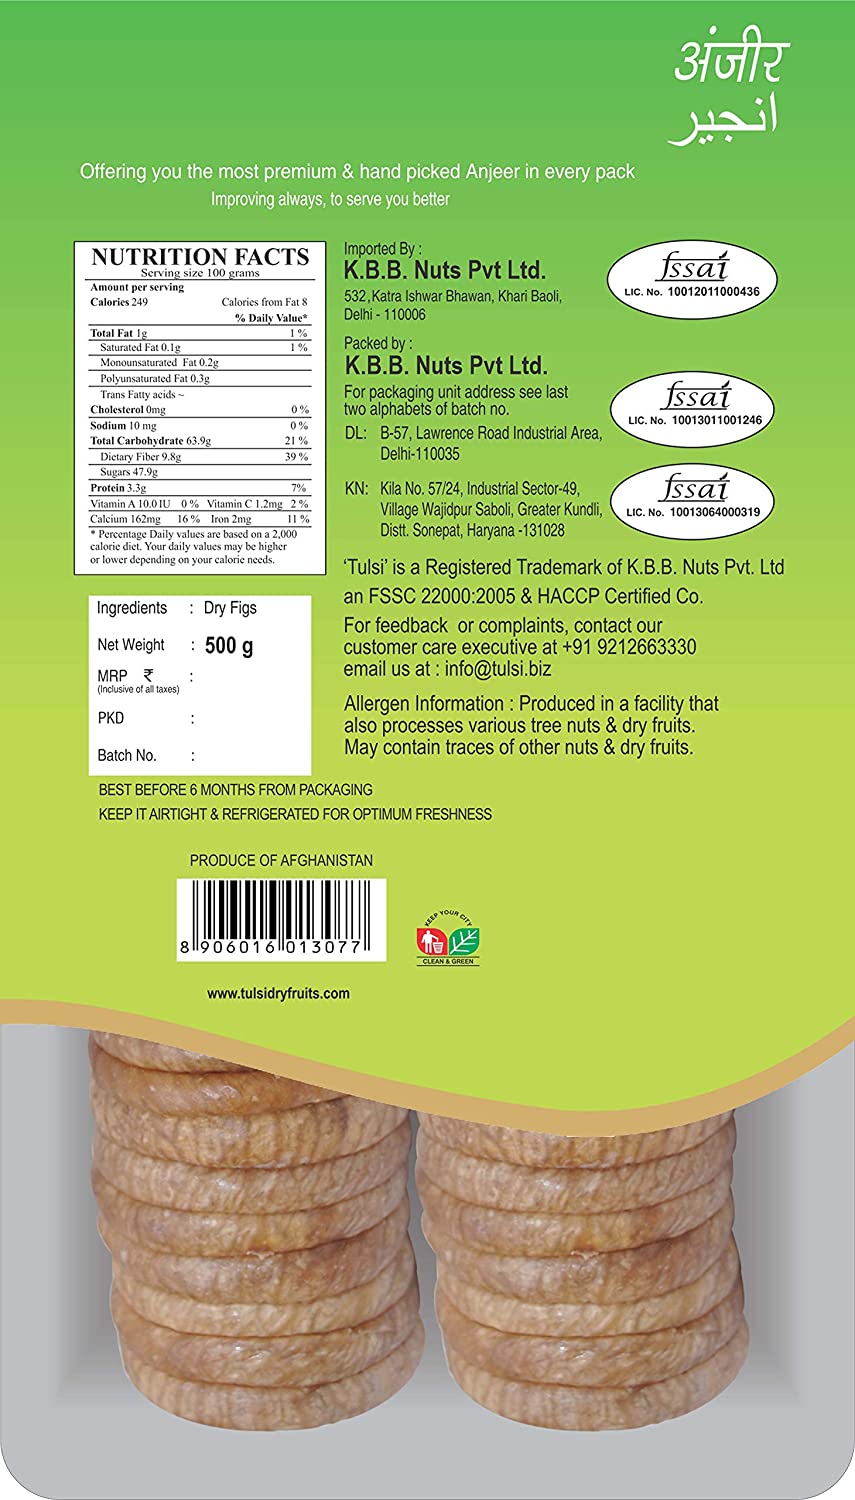 अंजीर
انجير
Offering you the most premium & hand picked Anjeer in every pack
Improving always, to serve you better
NUTRITION FACTS
Serving size 100 grams
Amount per serving
Calories 249 Calories from Fat 8
% Daily Value*
Total Fat 1g 1 %
Saturated Fat 0.1g 1 %
Monounsaturated Fat 0.2g
Polyunsaturated Fat 0.3g
Trans Fatty acids ~
Cholesterol 0mg 0 %
Sodium 10 mg 0 %
Total Carbohydrate 63.9g 21 %
Dietary Fiber 9.8g 39 %
Sugars 47.9g
Protein 3.3g 7%
Vitamin A 10.0 IU 0 % Vitamin C 1.2mg 2 %
Calcium 162mg 16 % Iron 2mg 11 %
* Percentage Daily values are based on a 2,000
calorie diet. Your daily values may be higher
or lower depending on your calorie needs.
Ingredients : Dry Figs
Net Weight : 500 g
MRP ₹ :
(Inclusive of all taxes)
PKD :
Batch No. :
BEST BEFORE 6 MONTHS FROM PACKAGING
KEEP IT AIRTIGHT & REFRIGERATED FOR OPTIMUM FRESHNESS
Imported By :
K.B.B. Nuts Pvt Ltd.
532,Katra Ishwar Bhawan, Khari Baoli,
Delhi - 110006
fssai
LIC. No. 10012011000436
Packed by :
K.B.B. Nuts Pvt Ltd.
For packaging unit address see last
two alphabets of batch no.
DL: B-57, Lawrence Road Industrial Area,
Delhi-110035
fssai
LIC. No. 10013011001246
KN: Kila No. 57/24, Industrial Sector-49,
Village Wajidpur Saboli, Greater Kundli,
Distt. Sonepat, Haryana -131028
fssai
LIC. No. 10013064000319
'Tulsi' is a Registered Trademark of K.B.B. Nuts Pvt. Ltd
an FSSC 22000:2005 & HACCP Certified Co.
For feedback or complaints, contact our
customer care executive at +91 9212663330
email us at : info@tulsi.biz
Allergen Information : Produced in a facility that
also processes various tree nuts & dry fruits.
May contain traces of other nuts & dry fruits.
PRODUCE OF AFGHANISTAN
8 906016 013077
KEEP YOUR CITY
CLEAN & GREEN
www.tulsidryfruits.com